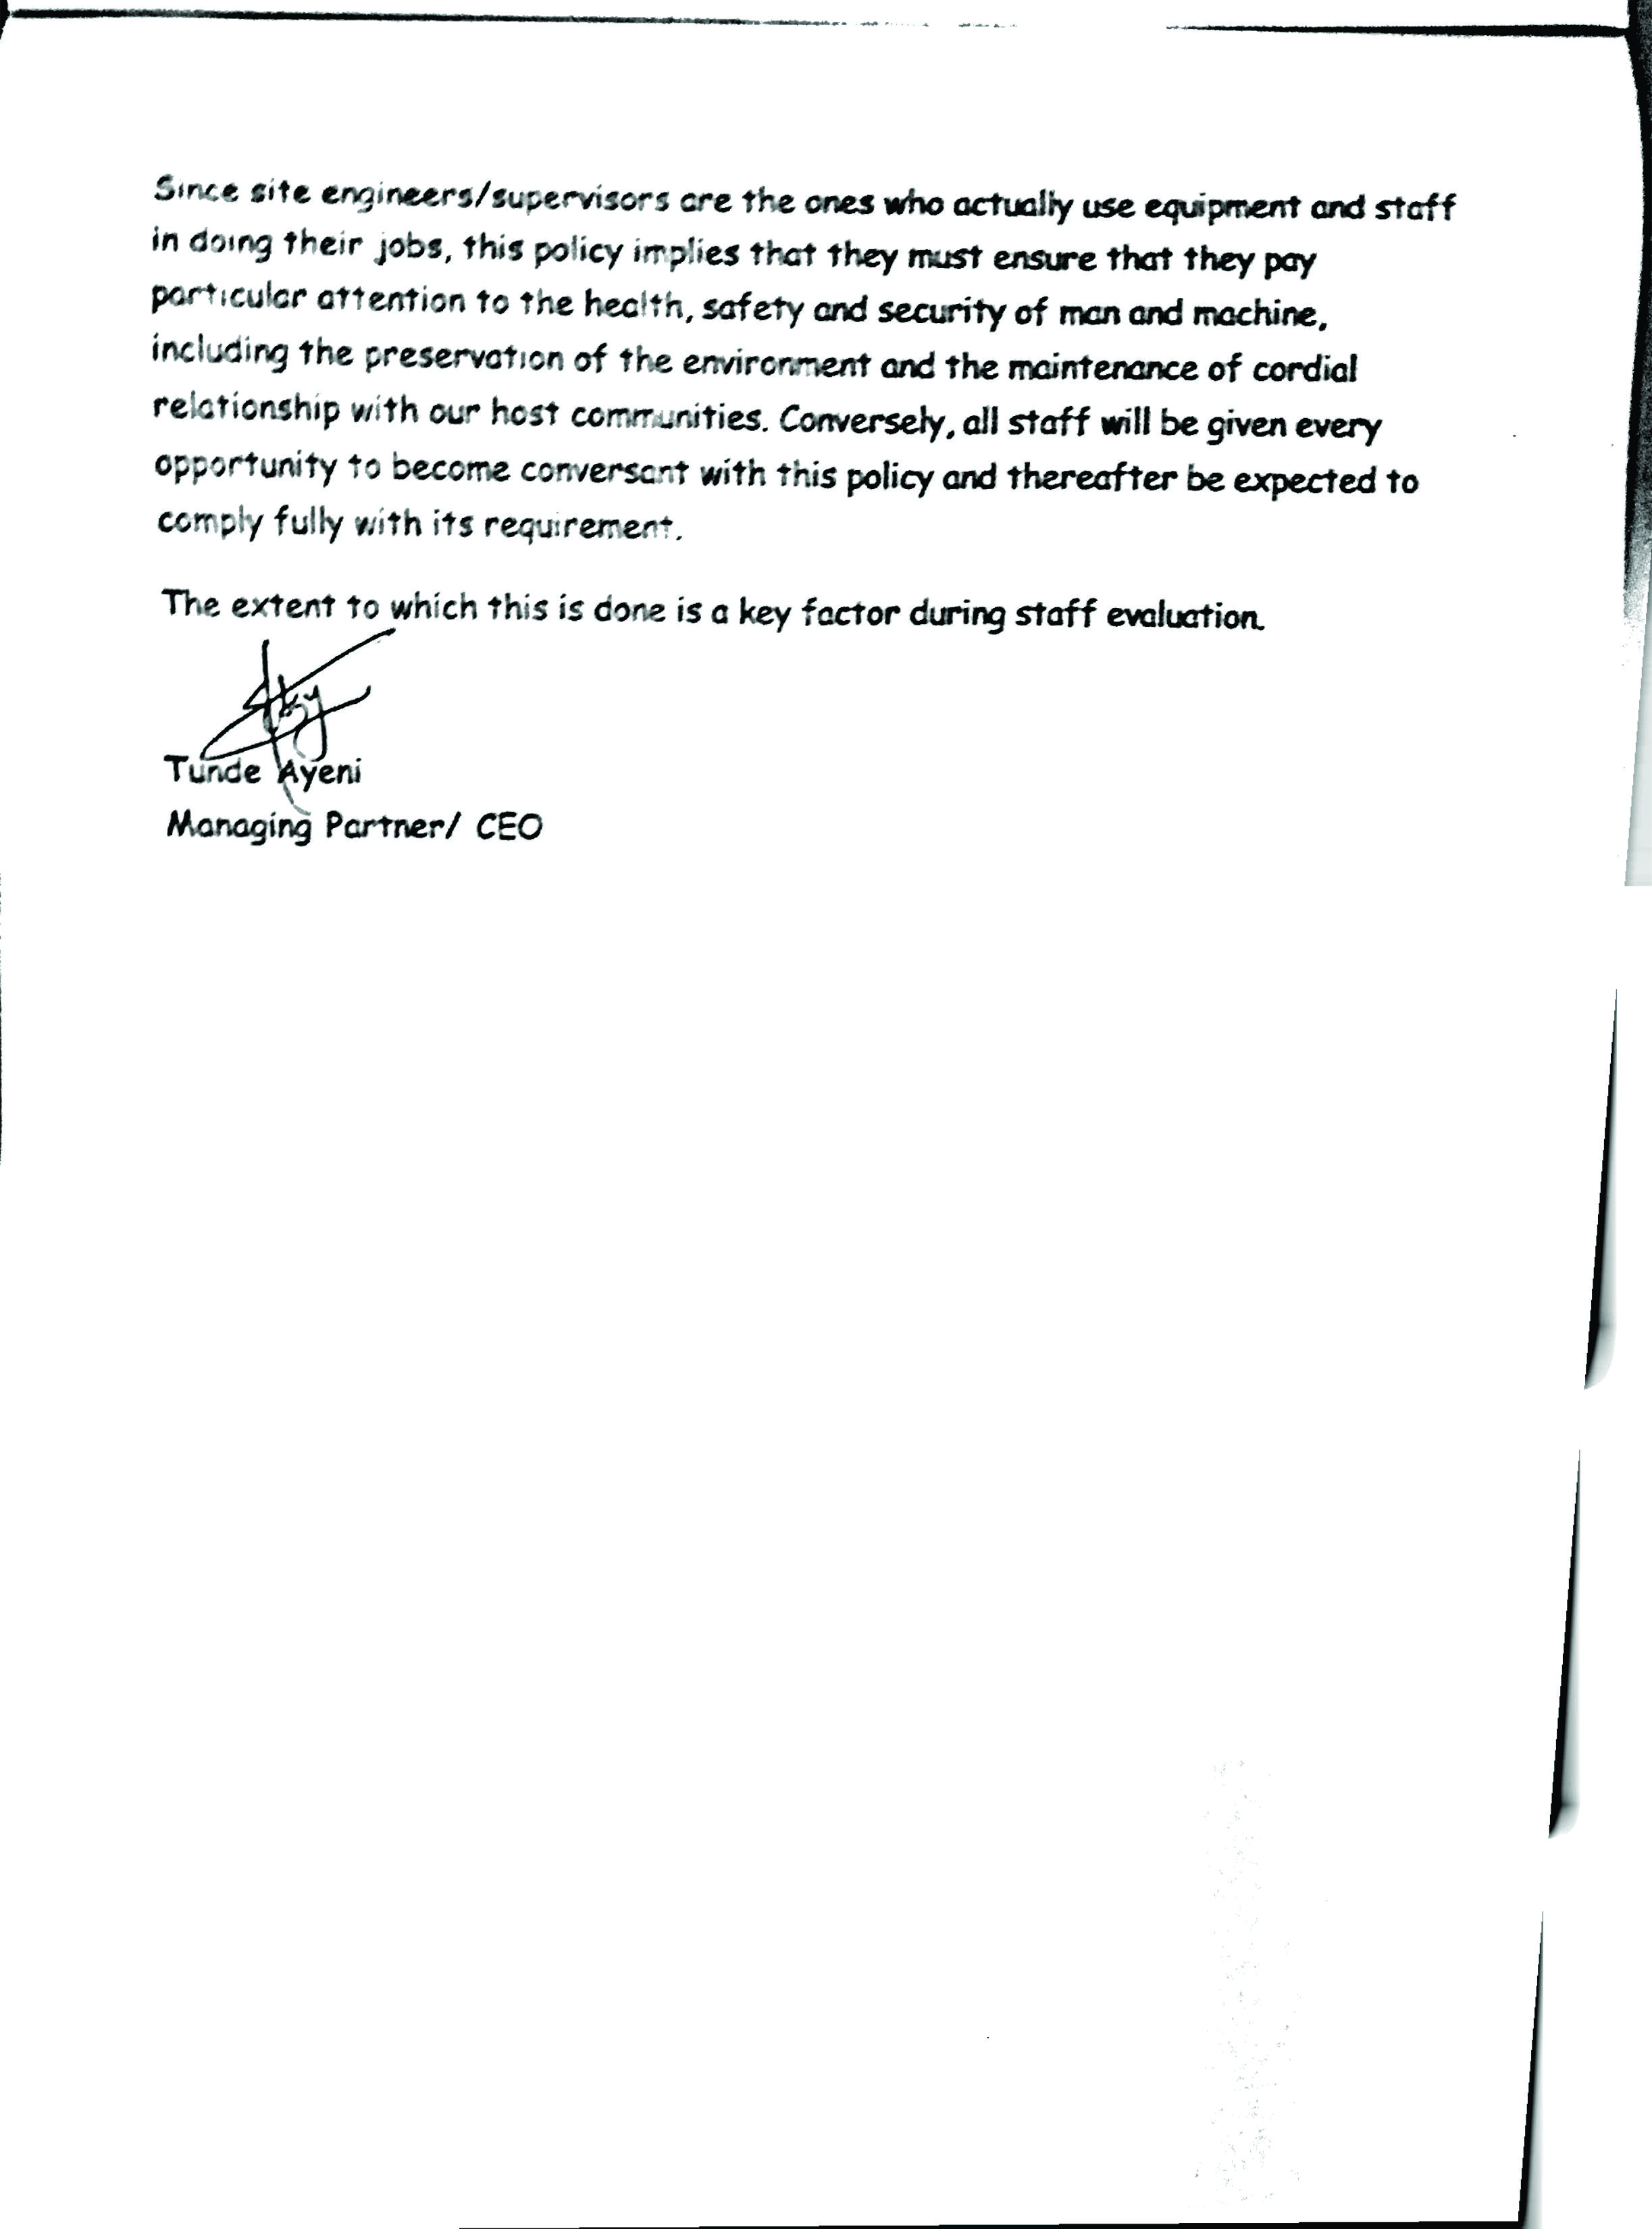 Since site engineers/supervisors are the ones who actually use equipment and staff
in doing their jobs, this policy implies that they must ensure that they pay
particular attention to the health, safety and security of man and machine,
including the preservation of the environment and the maintenance of cordial
relationship with our host communities. Conversely, all staff will be given every
opportunity to become conversant with this policy and thereafter be expected to
comply fully with its requirement.
The extent to which this is done is a key factor during staff evaluation.
Tunde Ayeni
Managing Partner/ CEO